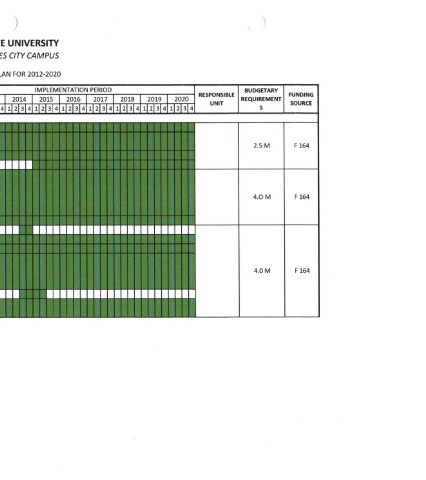 E UNIVERSITY
ES CITY CAMPUS
LAN FOR 2012-2020
IMPLEMENTATION PERIOD
RESPONSIBLE UNIT
BUDGETARY REQUIREMENTS
FUNDING SOURCE
2014 2015 2016 2017 2018 2019 2020
4 1 2 3 4 1 2 3 4 1 2 3 4 1 2 3 4 1 2 3 4 1 2 3 4 1 2 3 4
2.5 M F 164
4.0 M F 164
4.0 M F 164